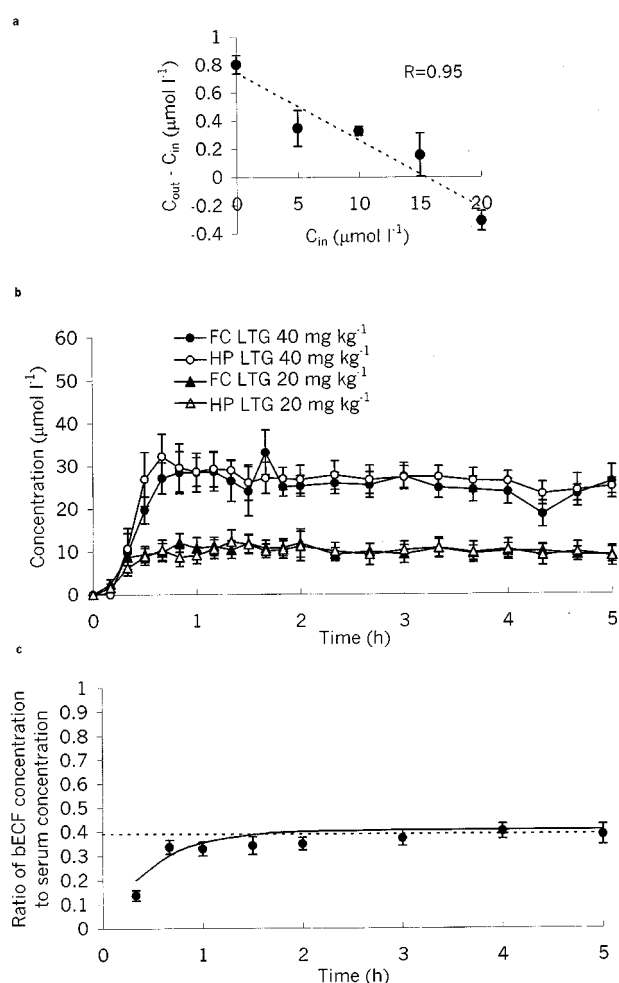 a
1
0.8
0.6
0.4
0.2
0
-0.2
-0.4
C_out - C_in (μmol l⁻¹)
R=0.95
0 5 10 15 20
C_in (μmol l⁻¹)
b
60
50
40
30
20
10
0
Concentration (μmol l⁻¹)
FC LTG 40 mg kg⁻¹
HP LTG 40 mg kg⁻¹
FC LTG 20 mg kg⁻¹
HP LTG 20 mg kg⁻¹
0 1 2 3 4 5
Time (h)
c
1
0.9
0.8
0.7
0.6
0.5
0.4
0.3
0.2
0.1
0
Ratio of bECF concentration
to serum concentration
0 1 2 3 4 5
Time (h)